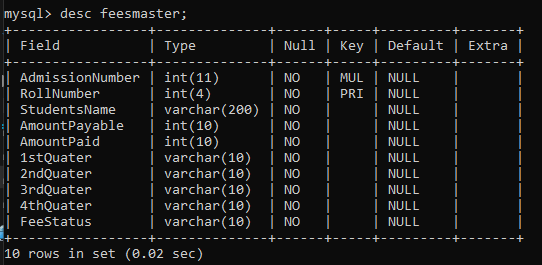 mysql> desc feesmaster;
+-----------------+--------------+------+-----+---------+-------+
| Field           | Type         | Null | Key | Default | Extra |
+-----------------+--------------+------+-----+---------+-------+
| AdmissionNumber | int(11)      | NO   | MUL | NULL    |       |
| RollNumber      | int(4)       | NO   | PRI | NULL    |       |
| StudentsName    | varchar(200) | NO   |     | NULL    |       |
| AmountPayable   | int(10)      | NO   |     | NULL    |       |
| AmountPaid      | int(10)      | NO   |     | NULL    |       |
| 1stQuater       | varchar(10)  | NO   |     | NULL    |       |
| 2ndQuater       | varchar(10)  | NO   |     | NULL    |       |
| 3rdQuater       | varchar(10)  | NO   |     | NULL    |       |
| 4thQuater       | varchar(10)  | NO   |     | NULL    |       |
| FeeStatus       | varchar(10)  | NO   |     | NULL    |       |
+-----------------+--------------+------+-----+---------+-------+
10 rows in set (0.02 sec)